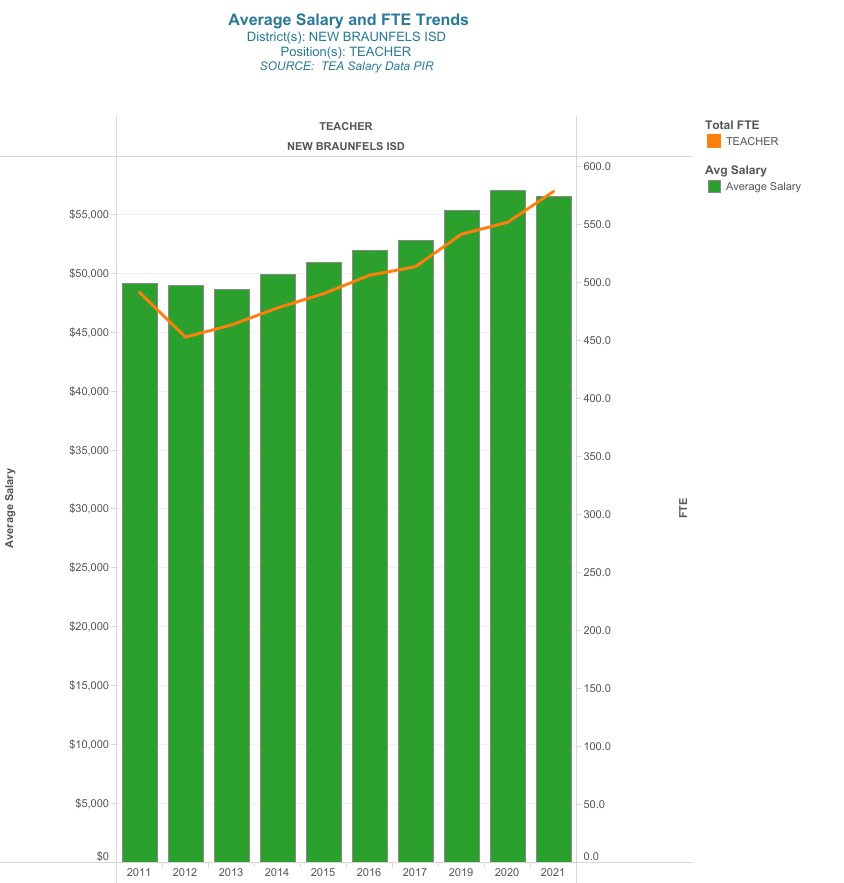 Average Salary and FTE Trends
District(s): NEW BRAUNFELS ISD
Position(s): TEACHER
SOURCE:  TEA Salary Data PIR
TEACHER
NEW BRAUNFELS ISD
Total FTE
TEACHER
Avg Salary
Average Salary
Average Salary
$55,000
$50,000
$45,000
$40,000
$35,000
$30,000
$25,000
$20,000
$15,000
$10,000
$5,000
$0
600.0
550.0
500.0
450.0
400.0
350.0
300.0
250.0
200.0
150.0
100.0
50.0
0.0
FTE
2011 2012 2013 2014 2015 2016 2017 2019 2020 2021